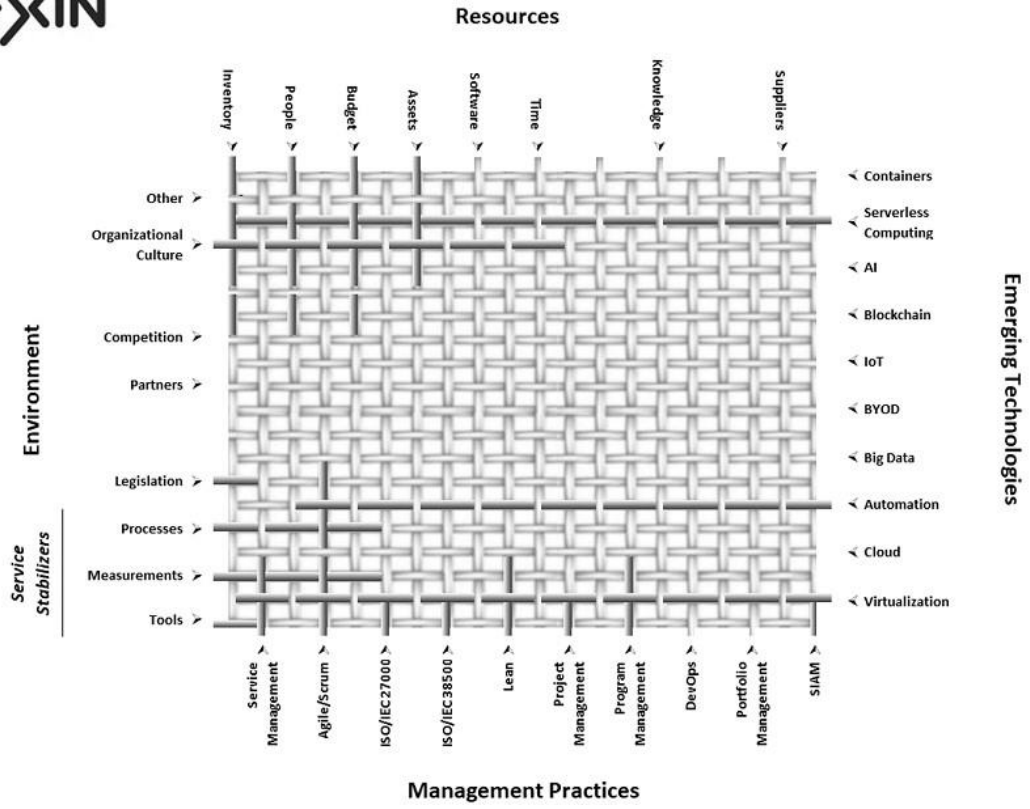 EXIN
Resources
Inventory
People
Budget
Assets
Software
Time
Knowledge
Suppliers
Other
Organizational
Culture
Competition
Partners
Legislation
Processes
Measurements
Tools
Environment
Service
Stabilizers
Containers
Serverless
Computing
AI
Blockchain
IoT
BYOD
Big Data
Automation
Cloud
Virtualization
Emerging Technologies
Service
Management
Agile/Scrum
ISO/IEC27000
ISO/IEC38500
Lean
Project
Management
Program
Management
DevOps
Portfolio
Management
SIAM
Management Practices